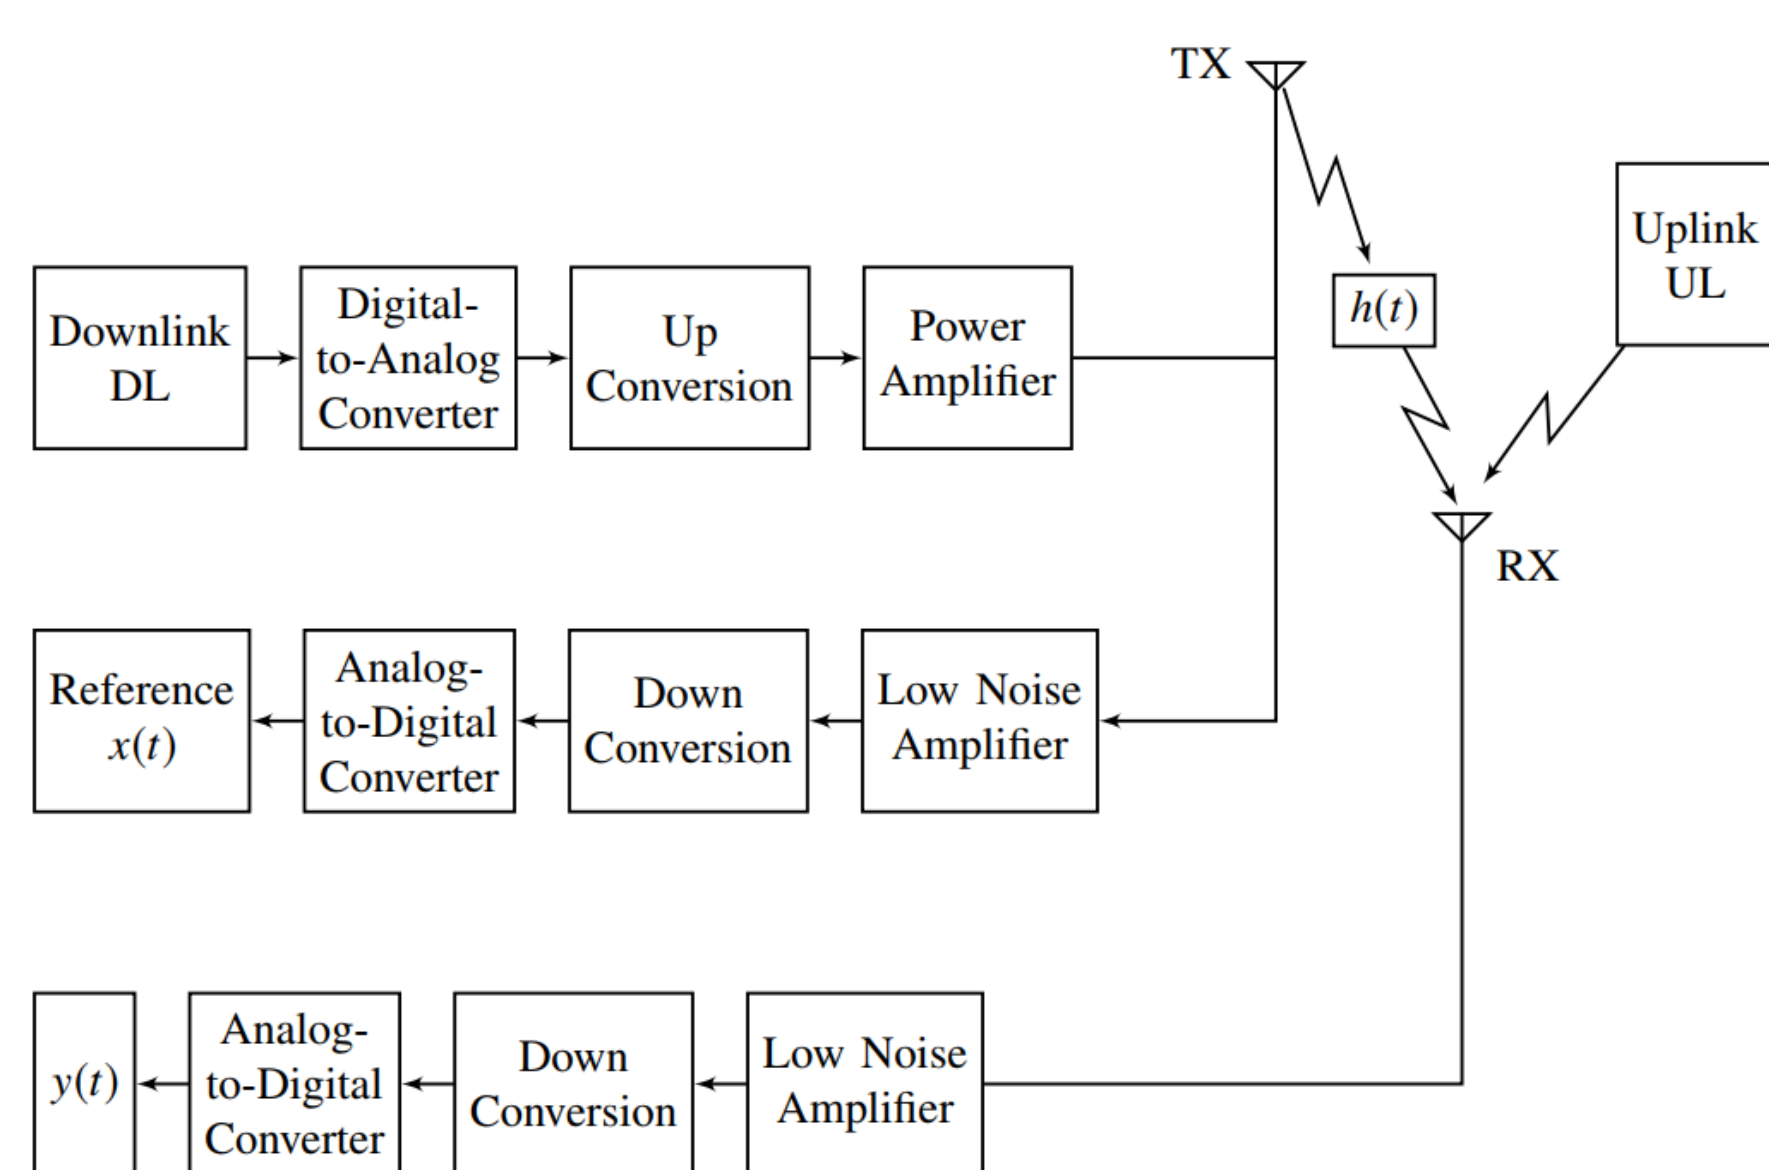 TX
Uplink
UL
h(t)
Downlink
DL
Digital-
to-Analog
Converter
Up
Conversion
Power
Amplifier
RX
Reference
x(t)
Analog-
to-Digital
Converter
Down
Conversion
Low Noise
Amplifier
y(t)
Analog-
to-Digital
Converter
Down
Conversion
Low Noise
Amplifier